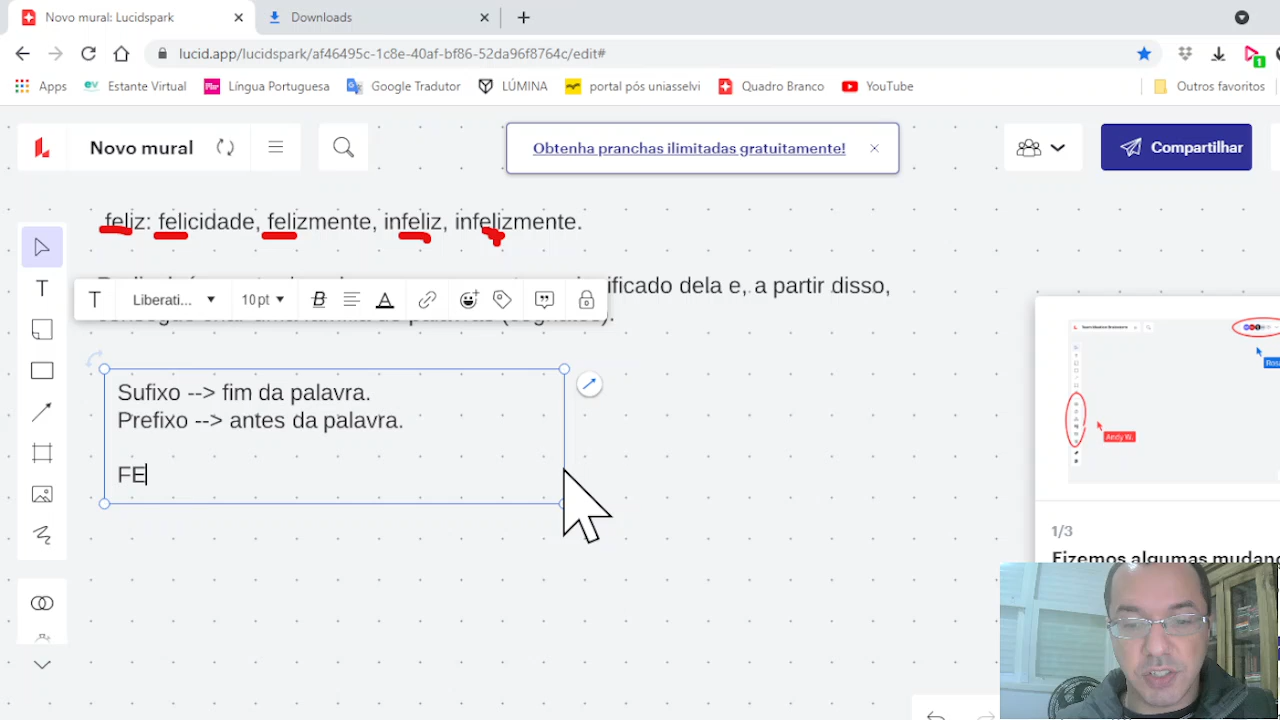 Novo mural: Lucidspark
Downloads
lucid.app/lucidspark/af46495c-1c8e-40af-bf86-52da96f8764c/edit#
1
Apps
Estante Virtual
Língua Portuguesa
Google Tradutor
LÚMINA
portal pós uniasselvi
Quadro Branco
YouTube
Outros favoritos
Novo mural
Obtenha pranchas ilimitadas gratuitamente!
Compartilhar
feliz: felicidade, felizmente, infeliz, infelizmente.
dela e, a partir disso,
Liberati...
10 pt
Sufixo --> fim da palavra.
Prefixo --> antes da palavra.
FE
Andy W.
1/3
Fizemos algumas